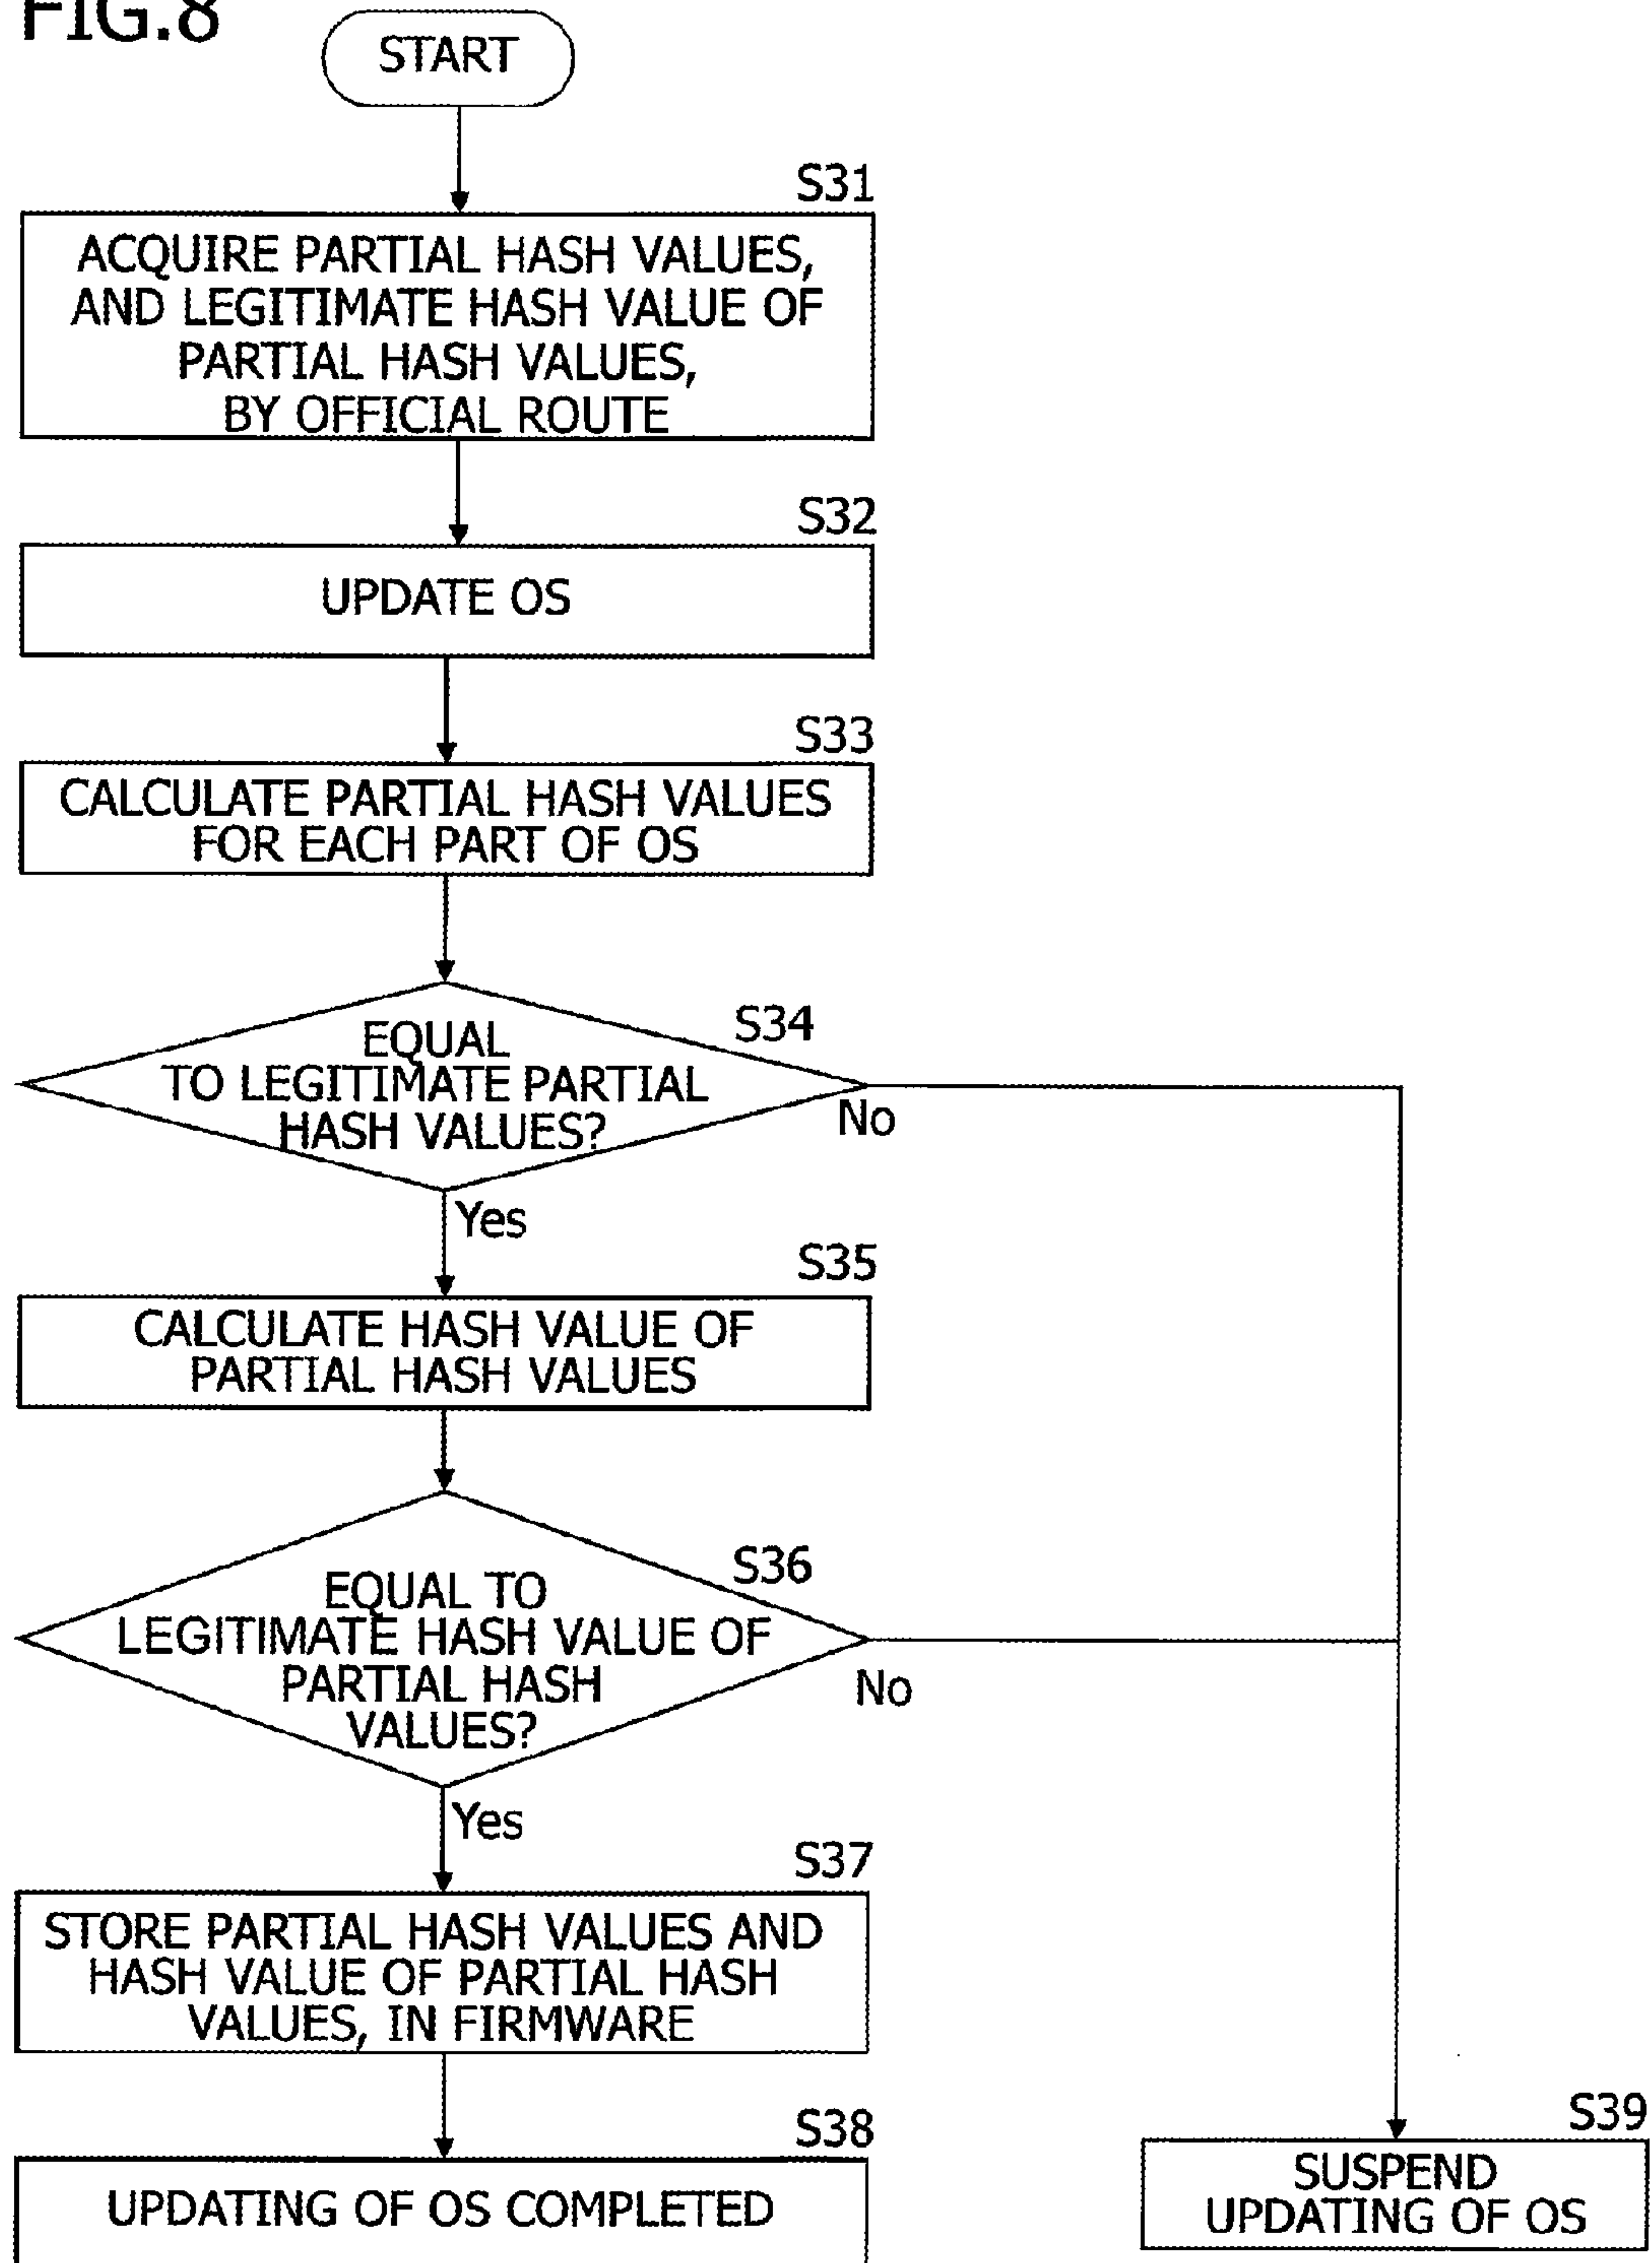 FIG.8
START
S31
ACQUIRE PARTIAL HASH VALUES,
AND LEGITIMATE HASH VALUE OF
PARTIAL HASH VALUES,
BY OFFICIAL ROUTE
S32
UPDATE OS
S33
CALCULATE PARTIAL HASH VALUES
FOR EACH PART OF OS
S34
EQUAL
TO LEGITIMATE PARTIAL
HASH VALUES?
No
Yes
S35
CALCULATE HASH VALUE OF
PARTIAL HASH VALUES
S36
EQUAL TO
LEGITIMATE HASH VALUE OF
PARTIAL HASH
VALUES?
No
Yes
S37
STORE PARTIAL HASH VALUES AND
HASH VALUE OF PARTIAL HASH
VALUES, IN FIRMWARE
S38
UPDATING OF OS COMPLETED
S39
SUSPEND
UPDATING OF OS